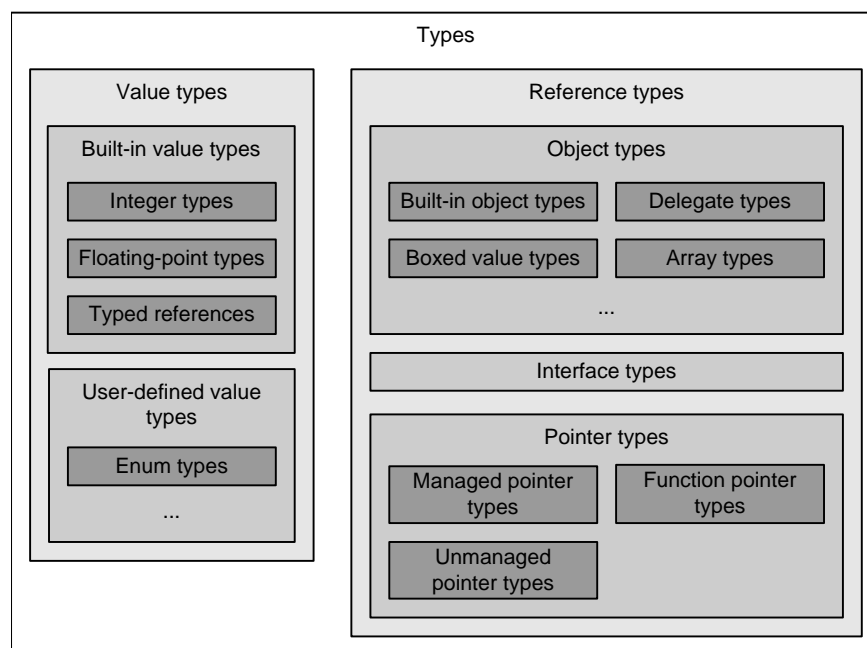 Types
Value types
Built-in value types
Integer types
Floating-point types
Typed references
User-defined value
types
Enum types
...
Reference types
Object types
Built-in object types
Delegate types
Boxed value types
Array types
...
Interface types
Pointer types
Managed pointer
types
Function pointer
types
Unmanaged
pointer types